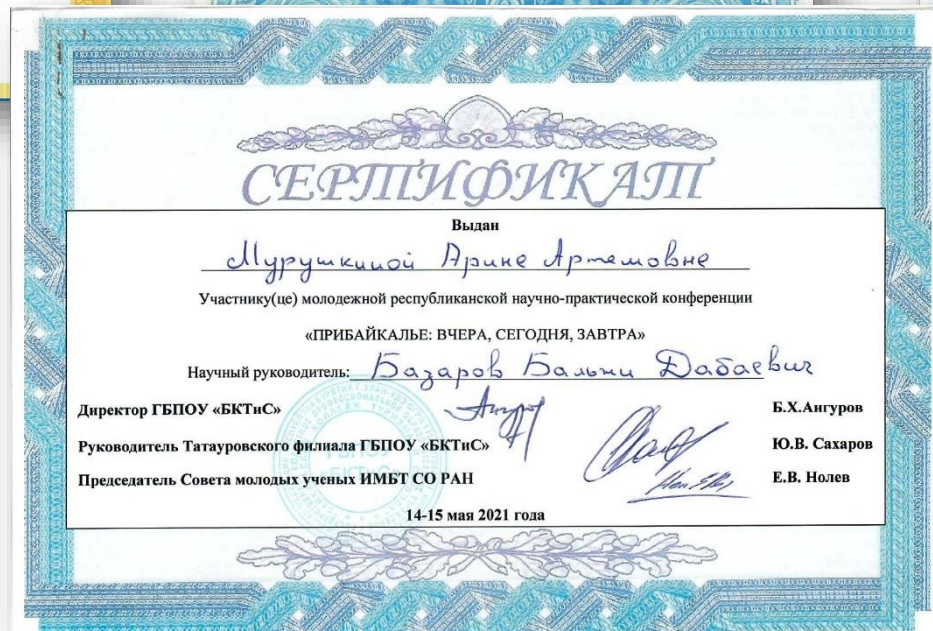 СЕРТИФИКАТ
Выдан
Мурушкиной Арине Артемовне
Участнику(це) молодежной республиканской научно-практической конференции
«ПРИБАЙКАЛЬЕ: ВЧЕРА, СЕГОДНЯ, ЗАВТРА»
Научный руководитель: Базаров Бальжи Дабаевич
Директор ГБПОУ «БКТиС» Б.Х.Ангуров
Руководитель Татауровского филиала ГБПОУ «БКТиС» Ю.В. Сахаров
Председатель Совета молодых ученых ИМБТ СО РАН Е.В. Нолев
14-15 мая 2021 года